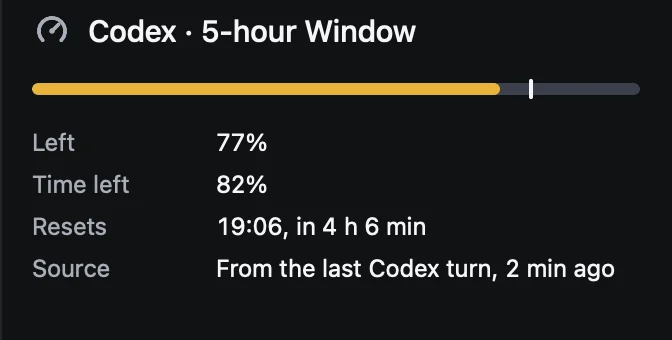 Codex · 5-hour Window
Left 77%
Time left 82%
Resets 19:06, in 4 h 6 min
Source From the last Codex turn, 2 min ago